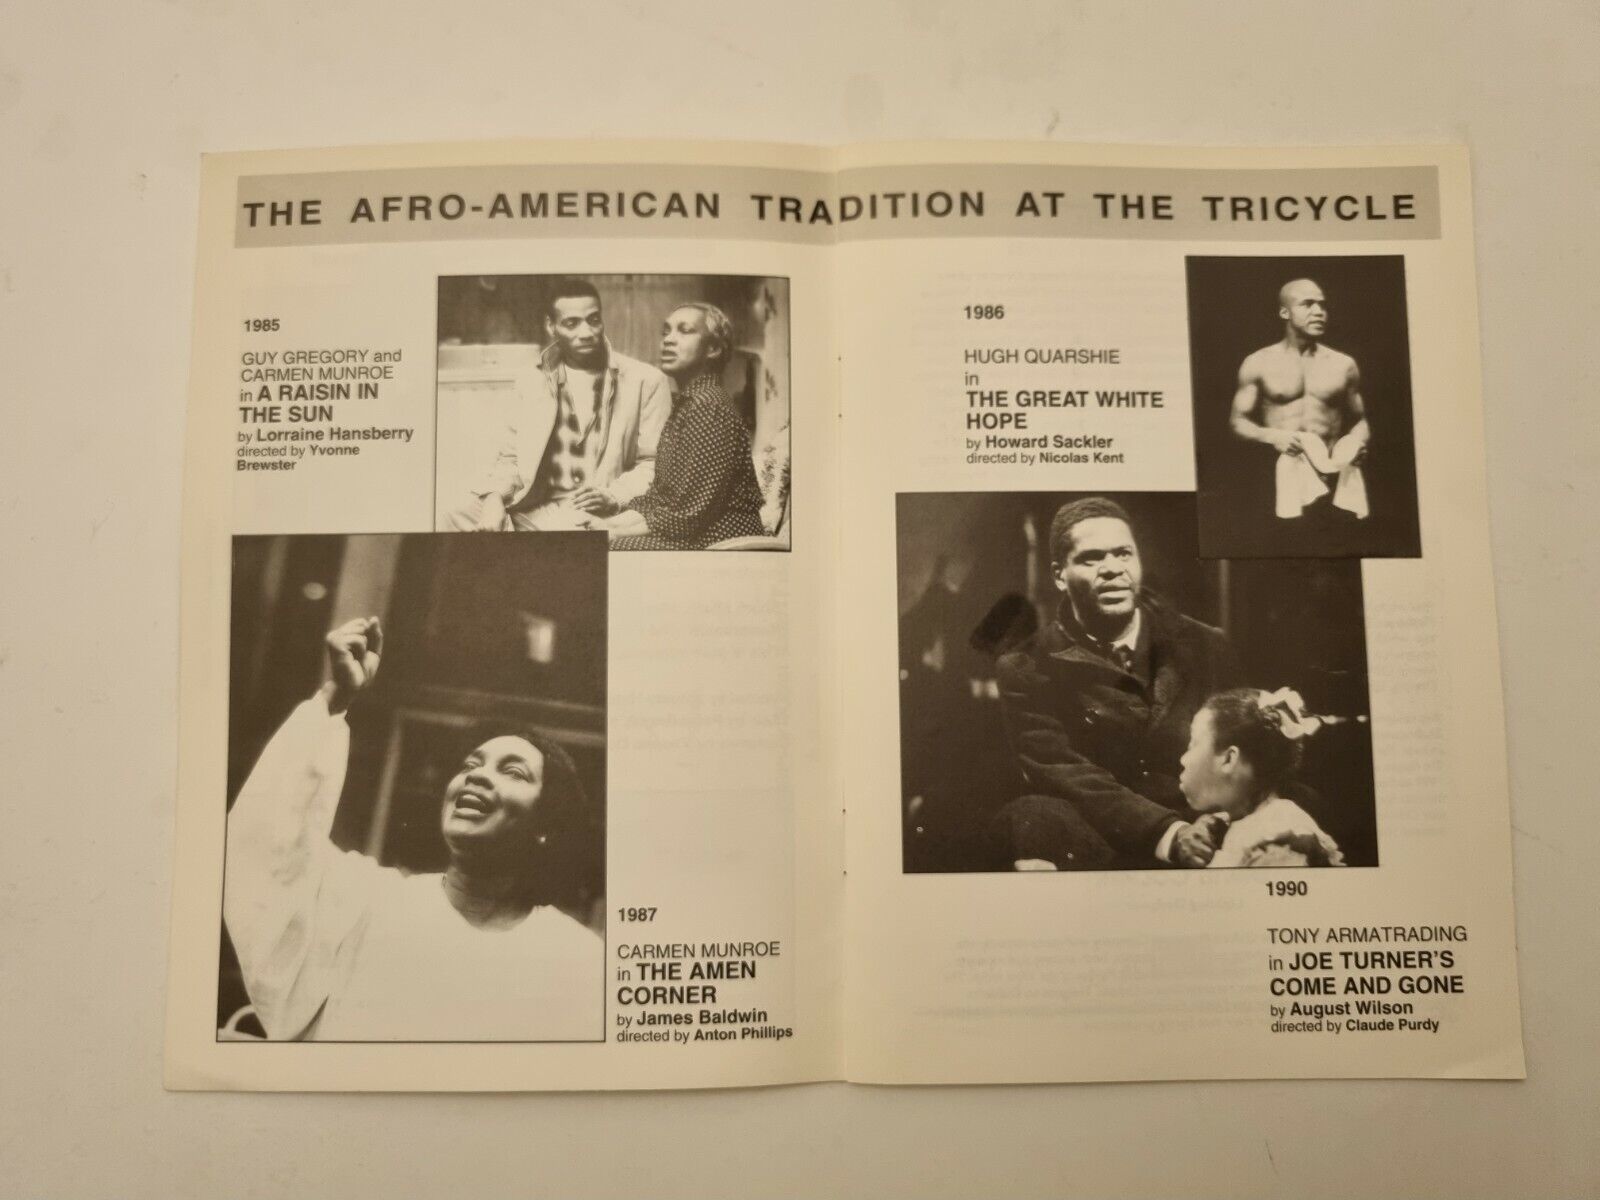 THE AFRO-AMERICAN TRADITION AT THE TRICYCLE
1985
GUY GREGORY and
CARMEN MUNROE
in A RAISIN IN
THE SUN
by Lorraine Hansberry
directed by Yvonne
Brewster
1987
CARMEN MUNROE
in THE AMEN
CORNER
by James Baldwin
directed by Anton Phillips
1986
HUGH QUARSHIE
in
THE GREAT WHITE
HOPE
by Howard Sackler
directed by Nicolas Kent
1990
TONY ARMATRADING
in JOE TURNER'S
COME AND GONE
by August Wilson
directed by Claude Purdy